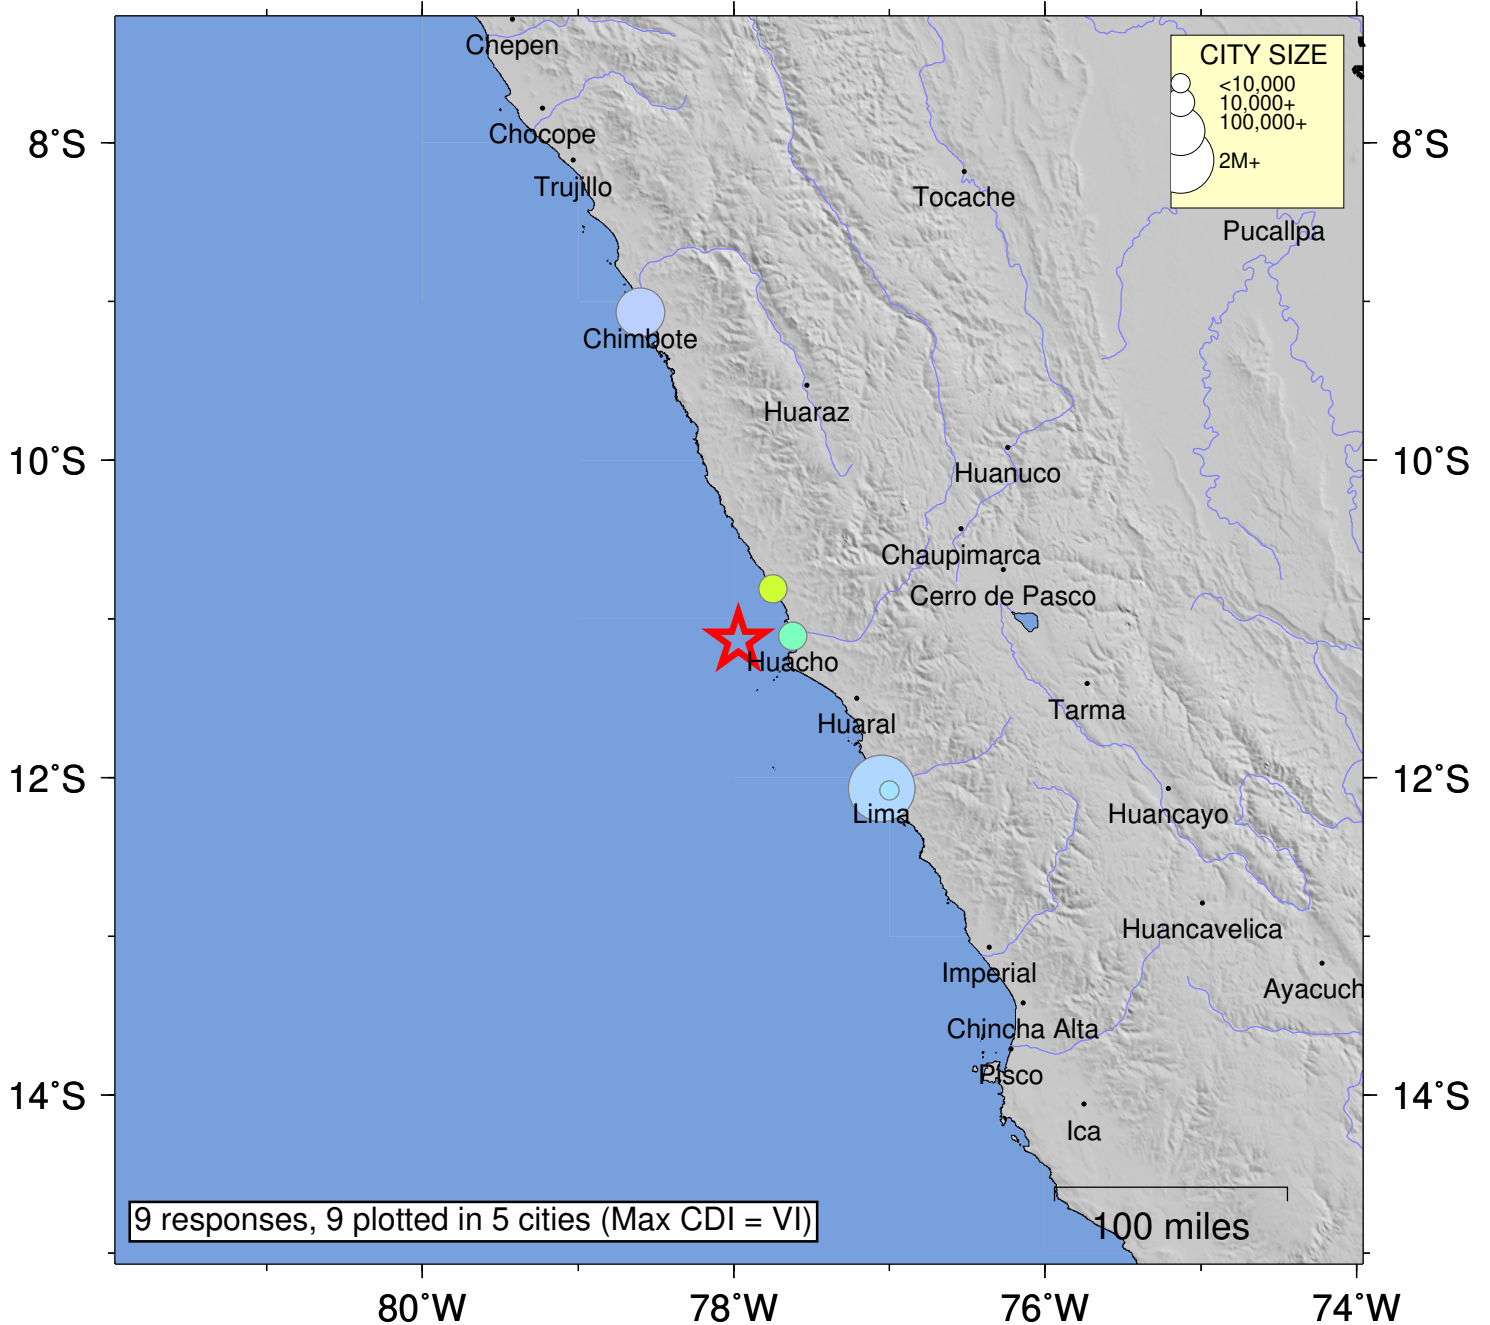 Chepen
CITY SIZE
<10,000
10,000+
100,000+
2M+
Chocope
8°S
8°S
Trujillo
Tocache
Pucallpa
Chimbote
Huaraz
10°S
10°S
Huanuco
Chaupimarca
Cerro de Pasco
Huacho
Huaral
Tarma
12°S
12°S
Lima
Huancayo
Huancavelica
Imperial
Ayacuch
Chincha Alta
Pisco
14°S
14°S
Ica
9 responses, 9 plotted in 5 cities (Max CDI = VI)
100 miles
80°W
78°W
76°W
74°W